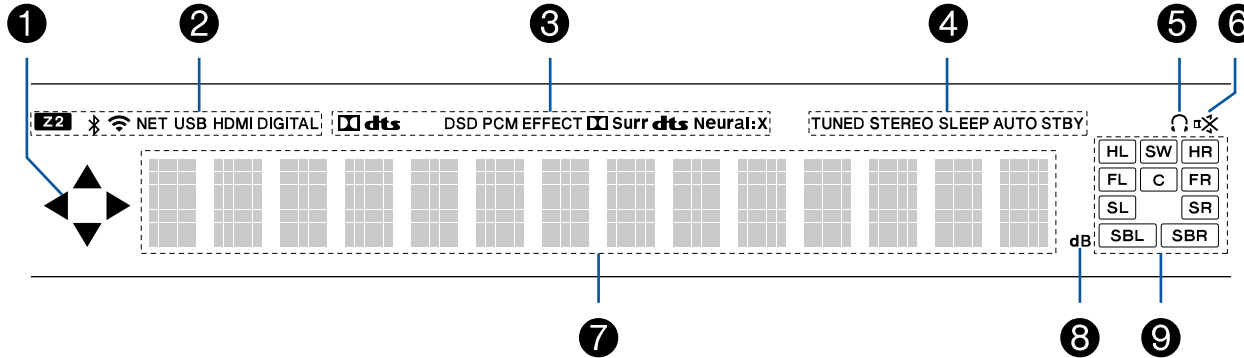 1 2 3 4 5 6
Z2 NET USB HDMI DIGITAL dts DSD PCM EFFECT Surr dts Neural:X TUNED STEREO SLEEP AUTO STBY
HL SW HR
FL C FR
SL SR
dB SBL SBR
7 8 9